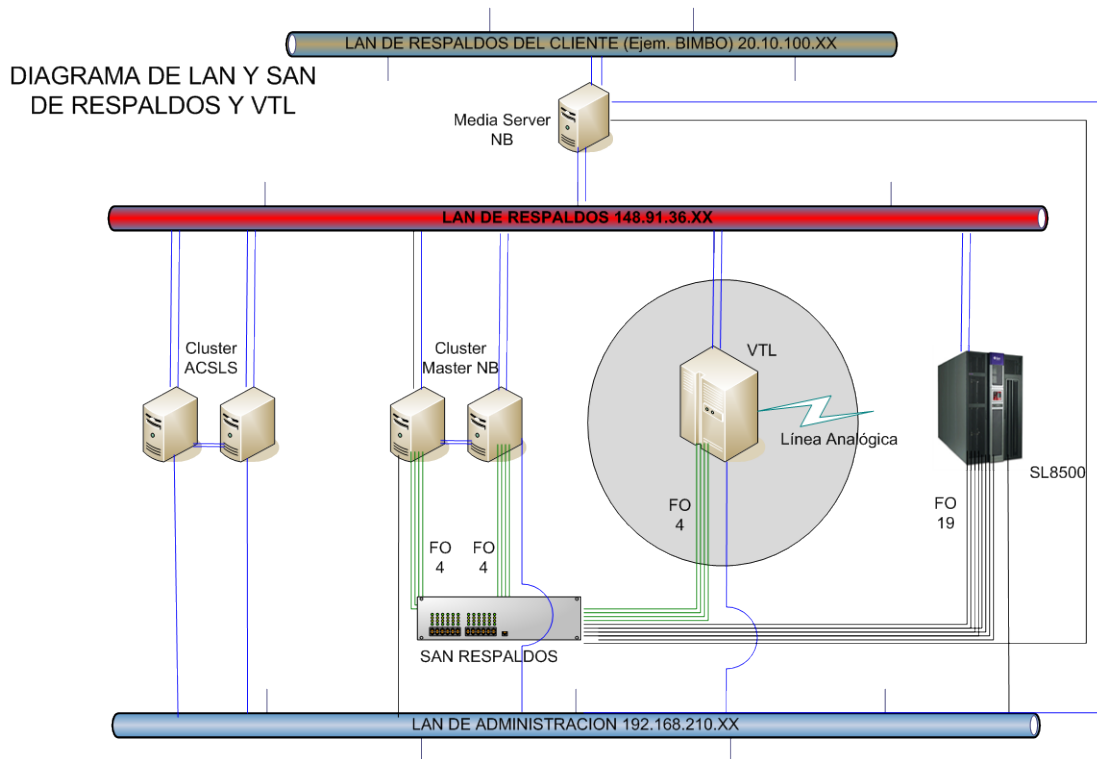 LAN DE RESPALDOS DEL CLIENTE (Ejem. BIMBO) 20.10.100.XX
DIAGRAMA DE LAN Y SAN
DE RESPALDOS Y VTL
Media Server
NB
LAN DE RESPALDOS 148.91.36.XX
Cluster
ACSLS
Cluster
Master NB
VTL
Línea Analógica
SL8500
FO
4
FO
4
FO
4
FO
19
SAN RESPALDOS
LAN DE ADMINISTRACION 192.168.210.XX